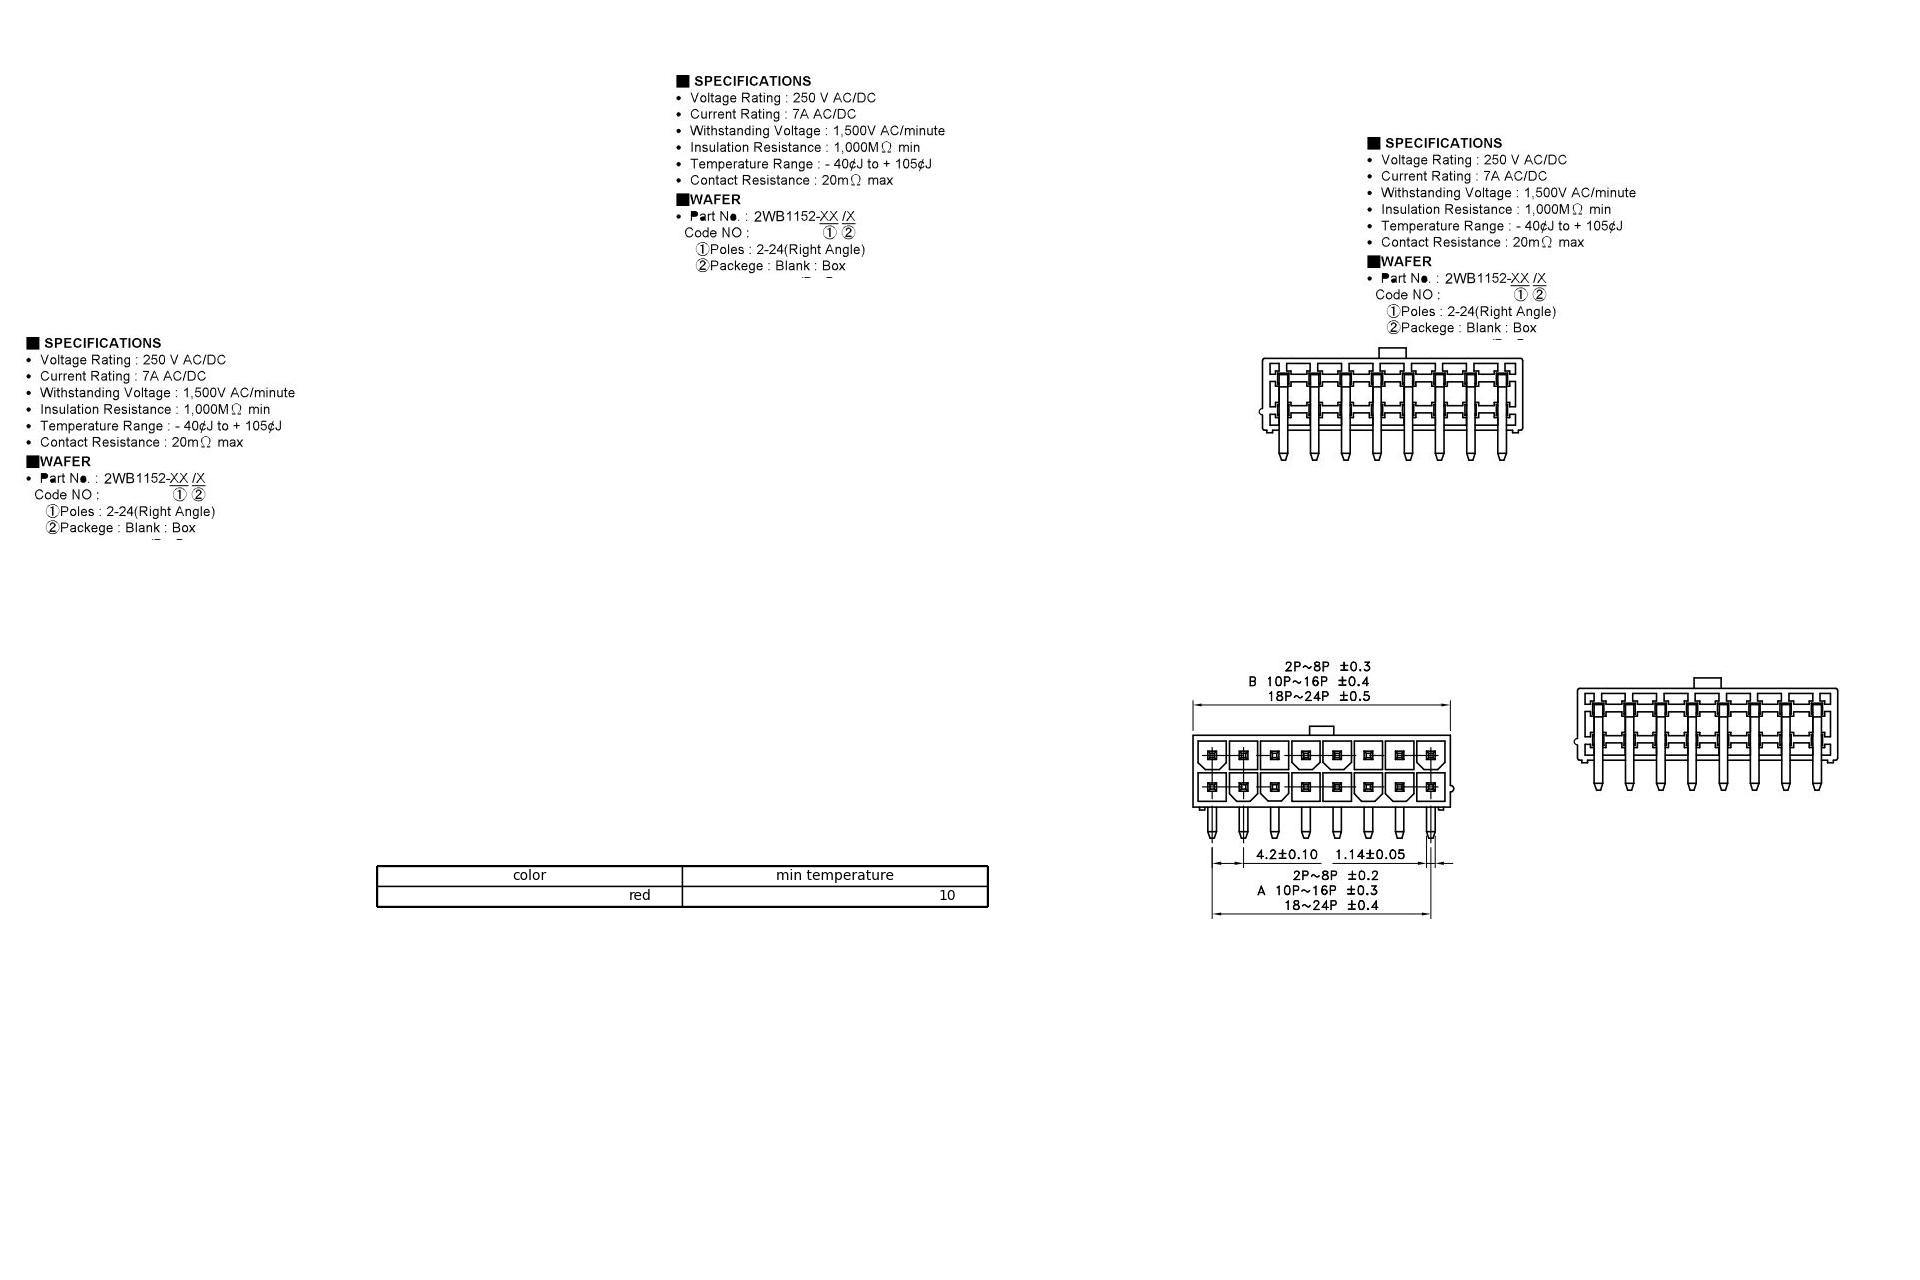 ■ SPECIFICATIONS
• Voltage Rating : 250 V AC/DC
• Current Rating : 7A AC/DC
• Withstanding Voltage : 1,500V AC/minute
• Insulation Resistance : 1,000MΩ min
• Temperature Range : - 40¢J to + 105¢J
• Contact Resistance : 20mΩ max
■WAFER
• Part No. : 2WB1152-XX /X
Code NO : ① ②
①Poles : 2-24(Right Angle)
②Packege : Blank : Box
■ SPECIFICATIONS
• Voltage Rating : 250 V AC/DC
• Current Rating : 7A AC/DC
• Withstanding Voltage : 1,500V AC/minute
• Insulation Resistance : 1,000MΩ min
• Temperature Range : - 40¢J to + 105¢J
• Contact Resistance : 20mΩ max
■WAFER
• Part No. : 2WB1152-XX /X
Code NO : ① ②
①Poles : 2-24(Right Angle)
②Packege : Blank : Box
■ SPECIFICATIONS
• Voltage Rating : 250 V AC/DC
• Current Rating : 7A AC/DC
• Withstanding Voltage : 1,500V AC/minute
• Insulation Resistance : 1,000MΩ min
• Temperature Range : - 40¢J to + 105¢J
• Contact Resistance : 20mΩ max
■WAFER
• Part No. : 2WB1152-XX /X
Code NO : ① ②
①Poles : 2-24(Right Angle)
②Packege : Blank : Box
2P~8P ±0.3
B 10P~16P ±0.4
18P~24P ±0.5
4.2±0.10 1.14±0.05
2P~8P ±0.2
A 10P~16P ±0.3
18~24P ±0.4
color min temperature
red 10